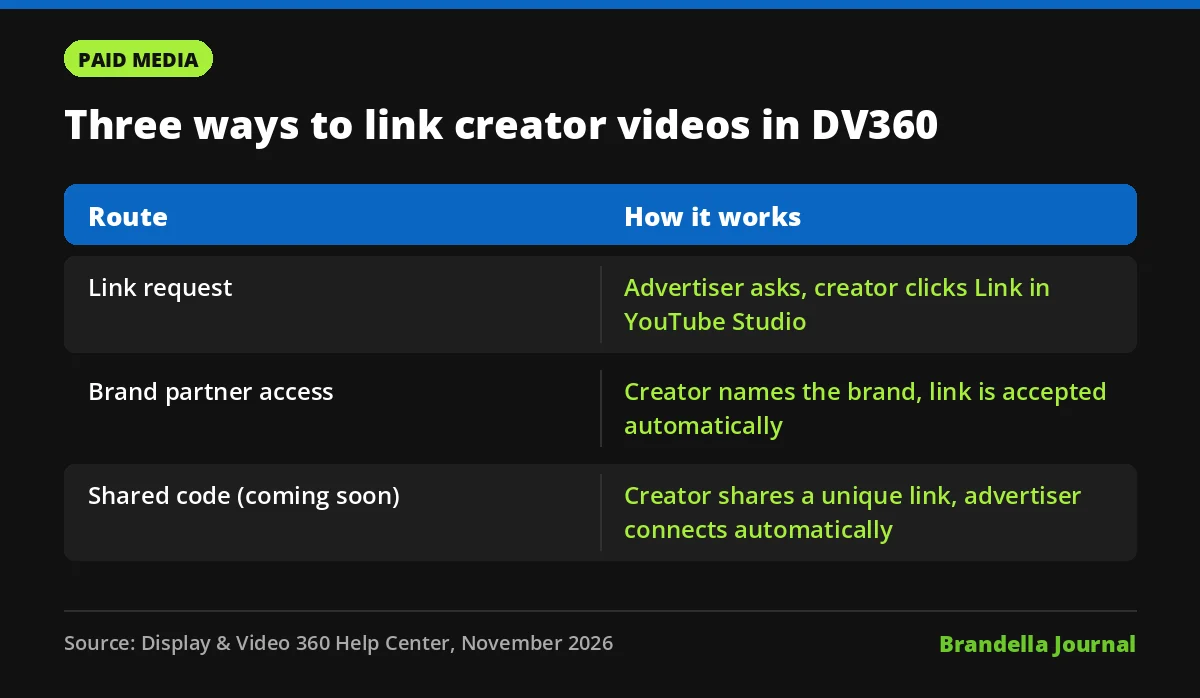 PAID MEDIA
Three ways to link creator videos in DV360
Route
How it works
Link request
Advertiser asks, creator clicks Link in
YouTube Studio
Brand partner access
Creator names the brand, link is accepted
automatically
Shared code (coming soon)
Creator shares a unique link, advertiser
connects automatically
Source: Display & Video 360 Help Center, November 2026
Brandella Journal